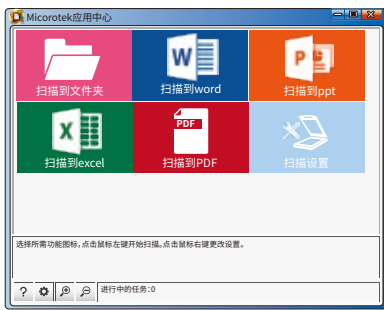 Micorotek应用中心
扫描到文件夹
扫描到word
扫描到ppt
扫描到excel
PDF
扫描到PDF
扫描设置
选择所需功能图标,点击鼠标左键开始扫描。点击鼠标右键更改设置。
进行中的任务:0